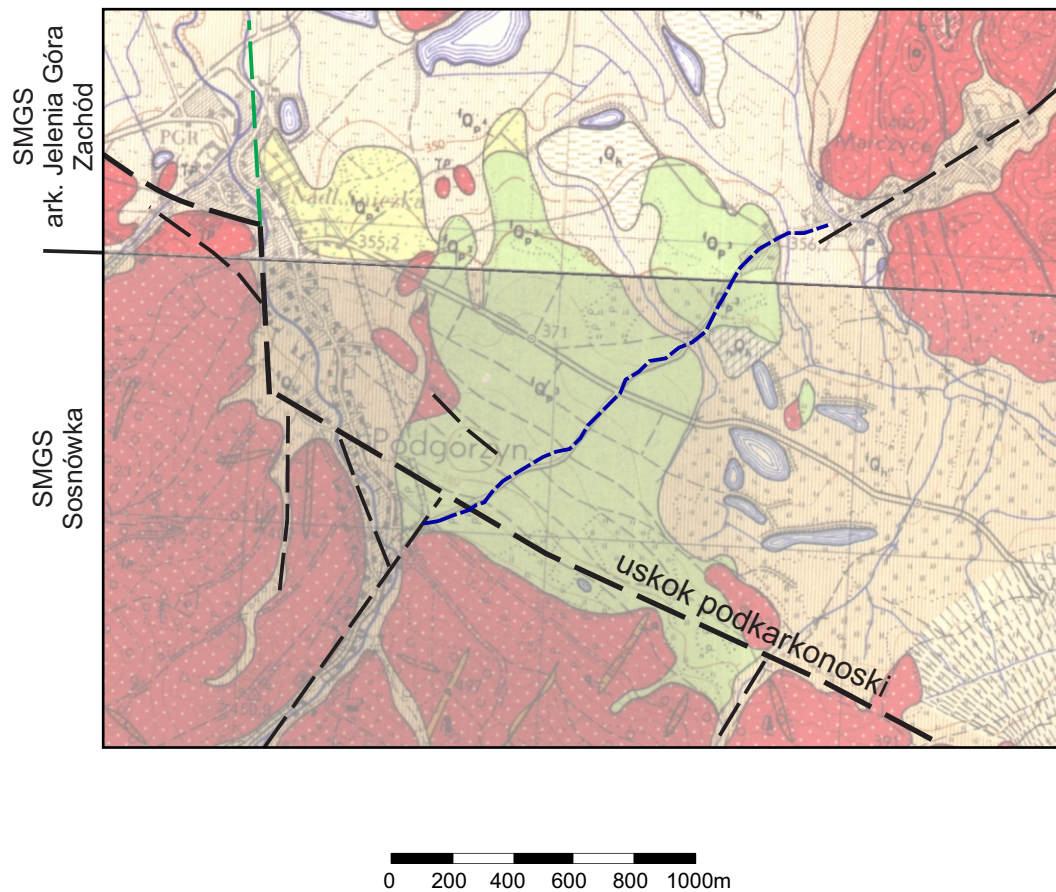 SMGS
ark. Jelenia Góra
Zachód
SMGS
Sosnówka
PGR
350
Marczyce
355,2
371
Podgórzyn
uskok podkarkonoski
0 200 400 600 800 1000m